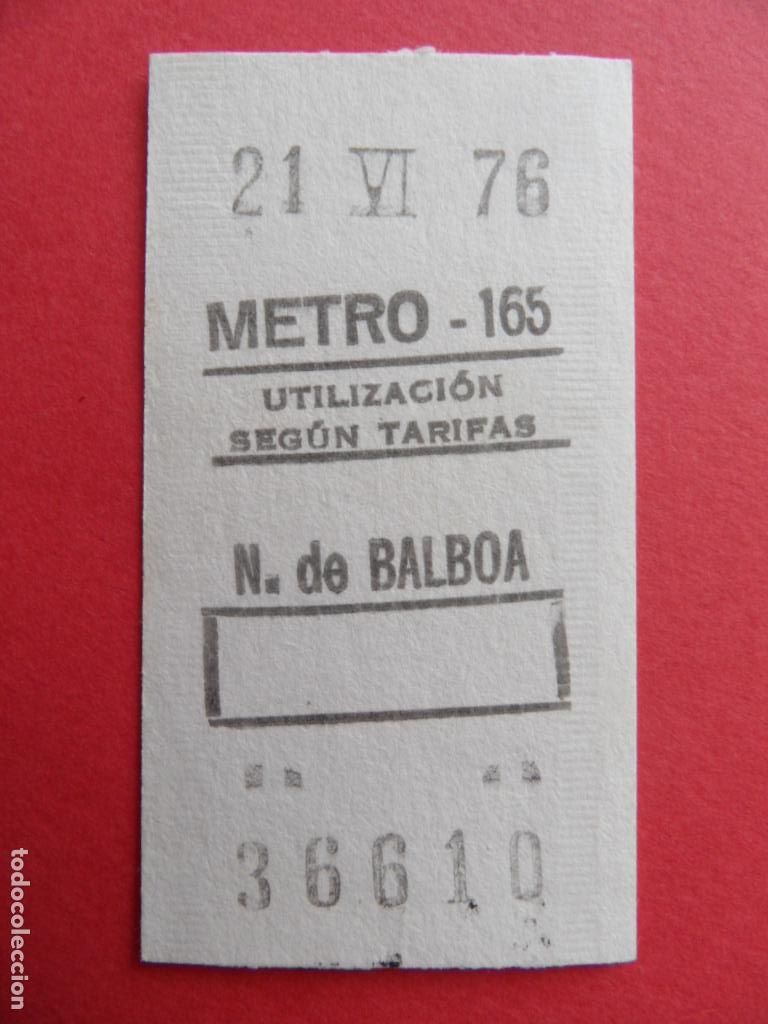 21 VI 76
METRO - 165
UTILIZACIÓN
SEGÚN TARIFAS
N. de BALBOA
36610
todocoleccion